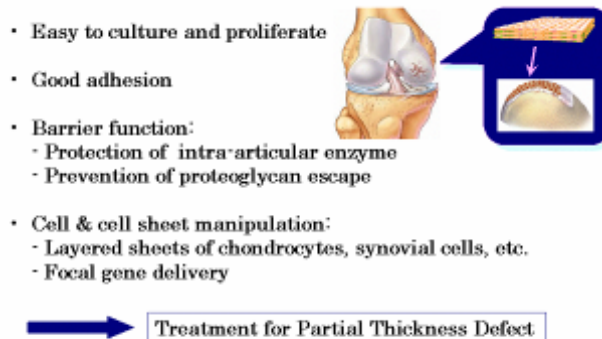 • Easy to culture and proliferate
• Good adhesion
• Barrier function:
- Protection of intra-articular enzyme
- Prevention of proteoglycan escape
• Cell & cell sheet manipulation:
- Layered sheets of chondrocytes, synovial cells, etc.
- Focal gene delivery
Treatment for Partial Thickness Defect